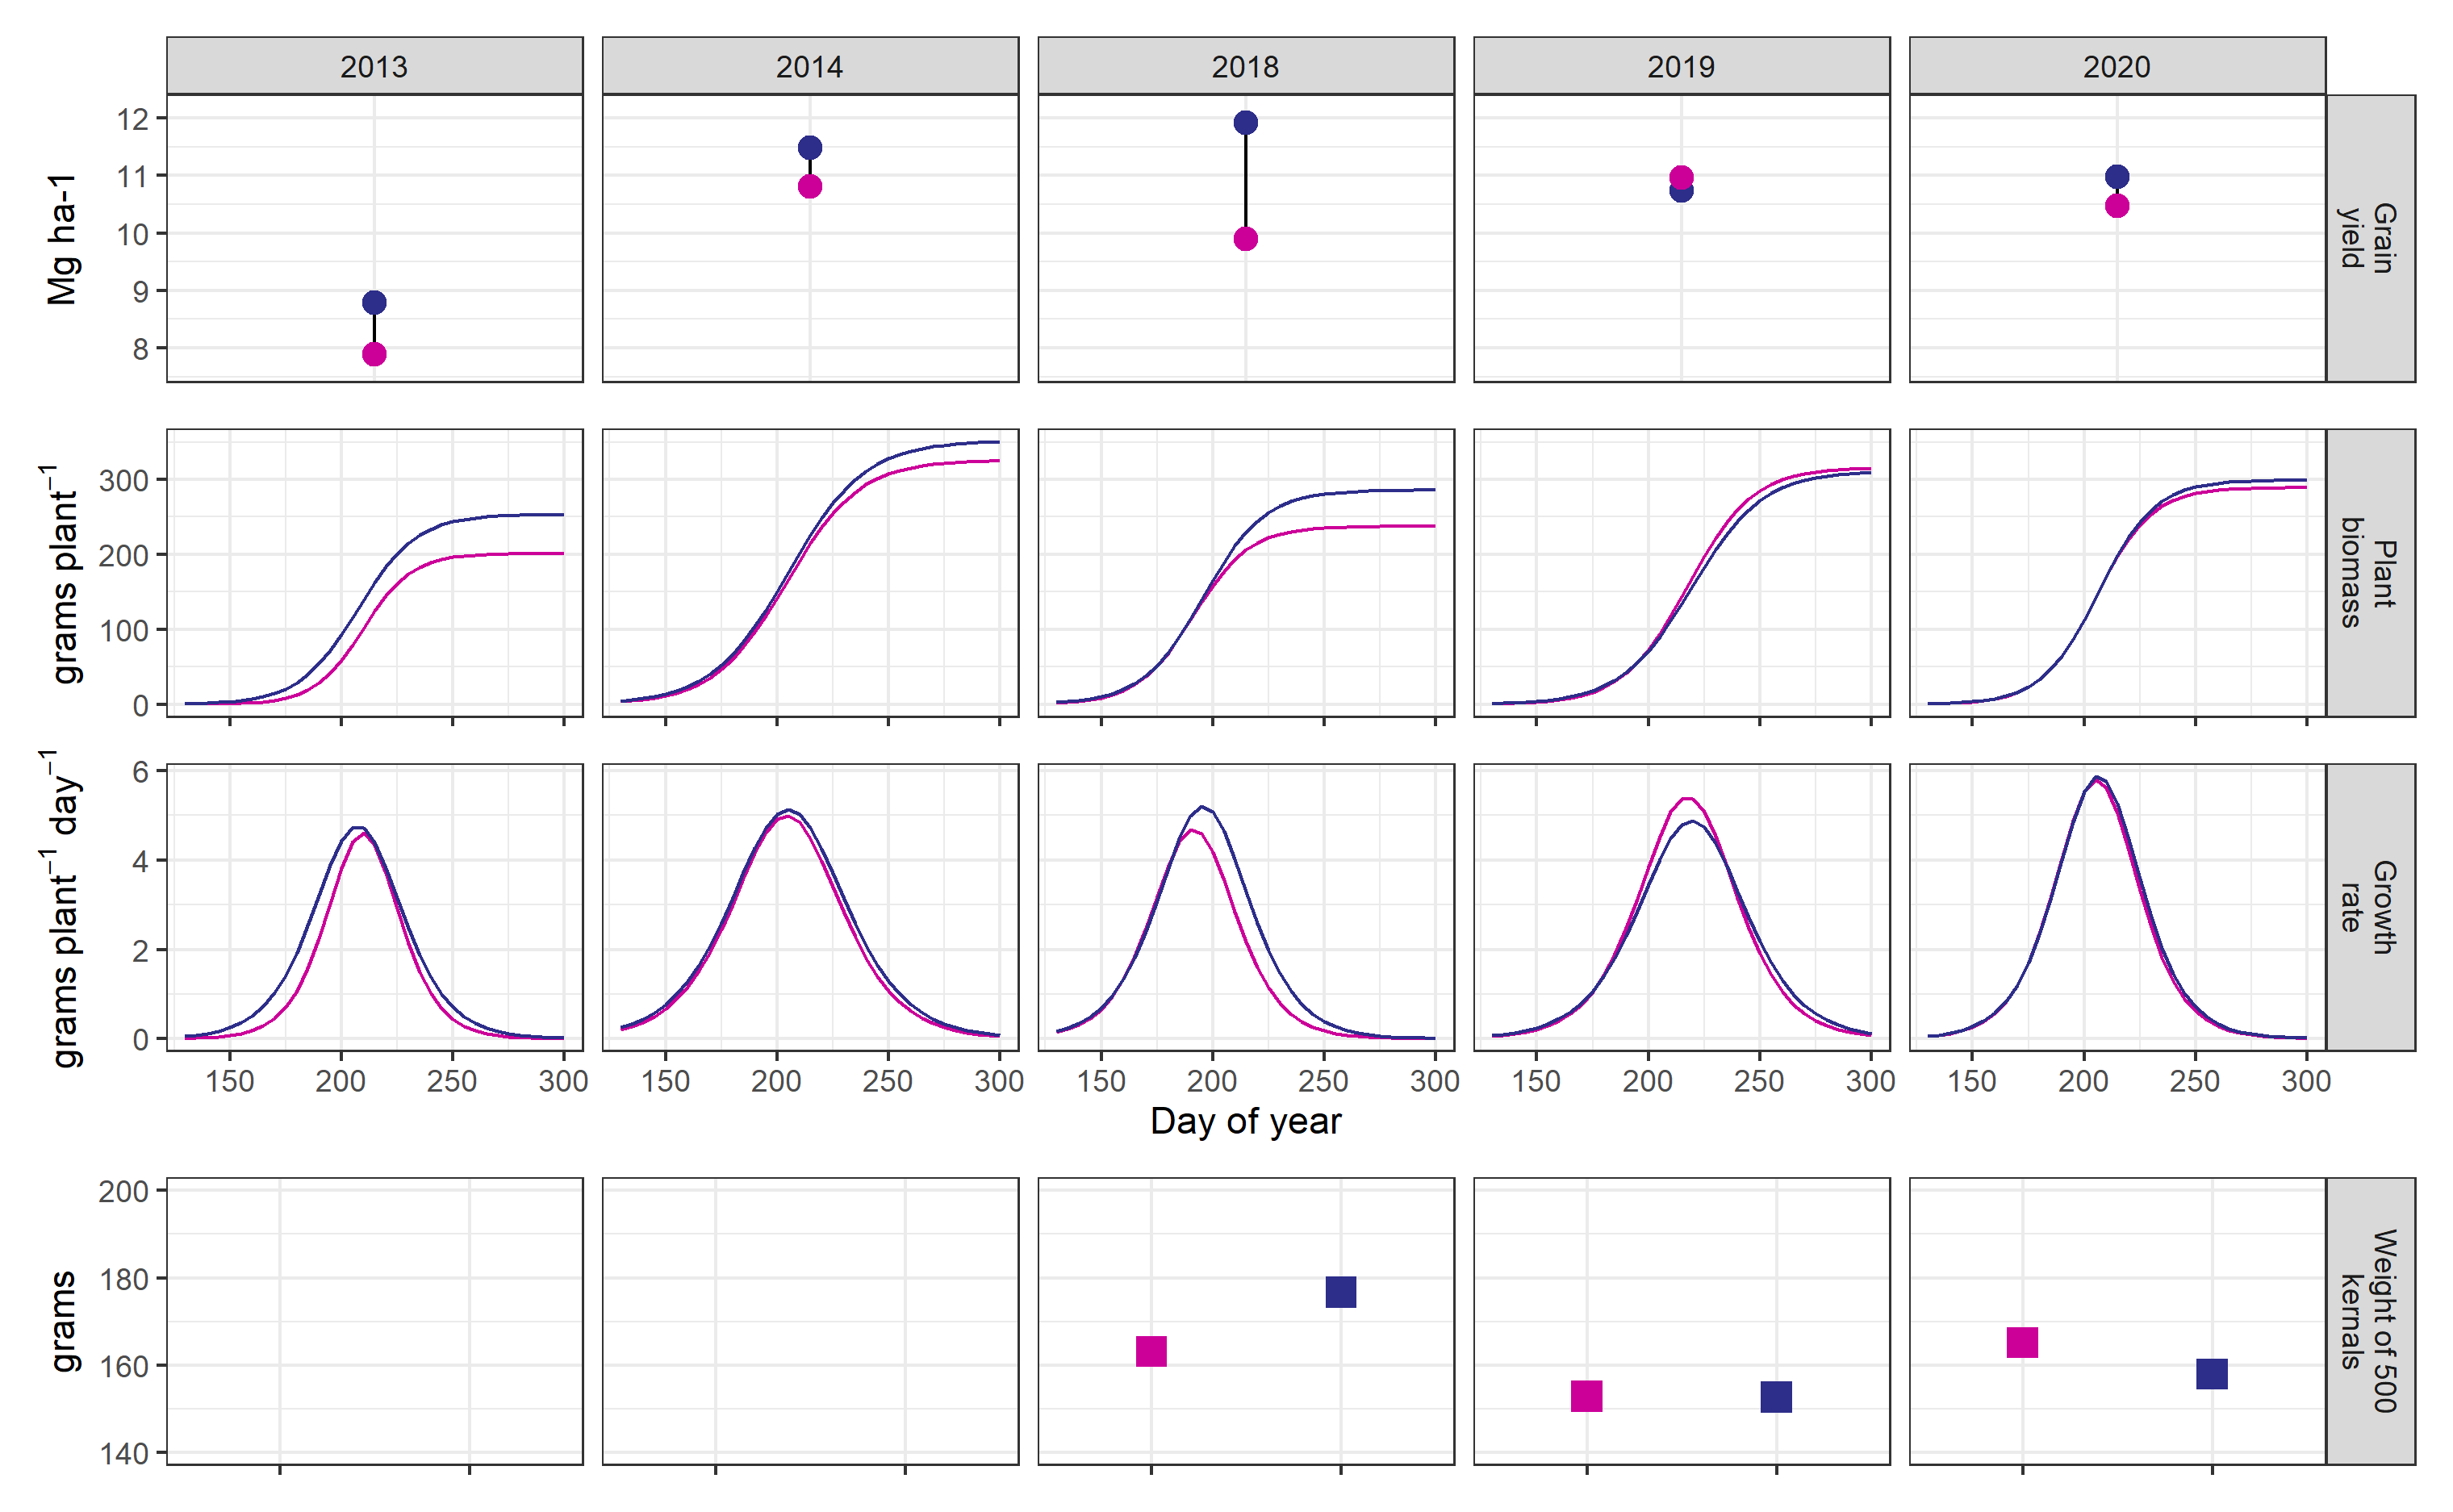 2013 2014 2018 2019 2020
Mg ha-1
12
11
10
9
8
Grain
yield
grams plant⁻¹
300
200
100
0
Plant
biomass
grams plant⁻¹ day⁻¹
6
4
2
0
Growth
rate
150 200 250 300 150 200 250 300 150 200 250 300 150 200 250 300 150 200 250 300
Day of year
grams
200
180
160
140
Weight of 500
kernals